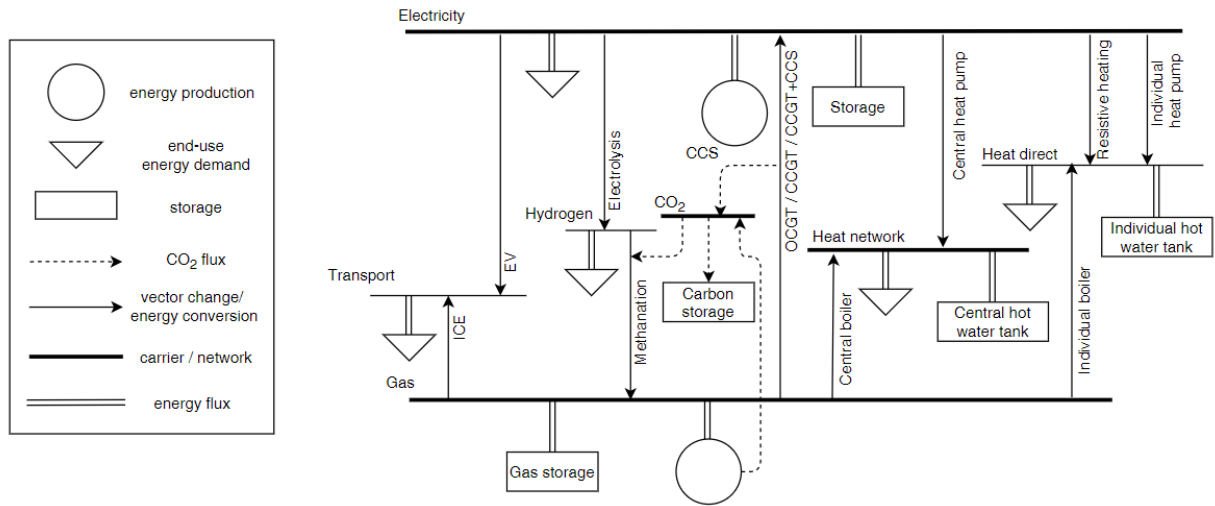 energy production
end-use
energy demand
storage
CO2 flux
vector change/
energy conversion
carrier / network
energy flux
Electricity
EV
Electrolysis
CCS
OCGT / CCGT / CCGT+CCS
Storage
Central heat pump
Resistive heating
Individual
heat pump
Heat direct
Individual hot
water tank
CO2
Hydrogen
Heat network
Transport
ICE
Methanation
Carbon
storage
Central boiler
Central hot
water tank
Individual boiler
Gas
Gas storage